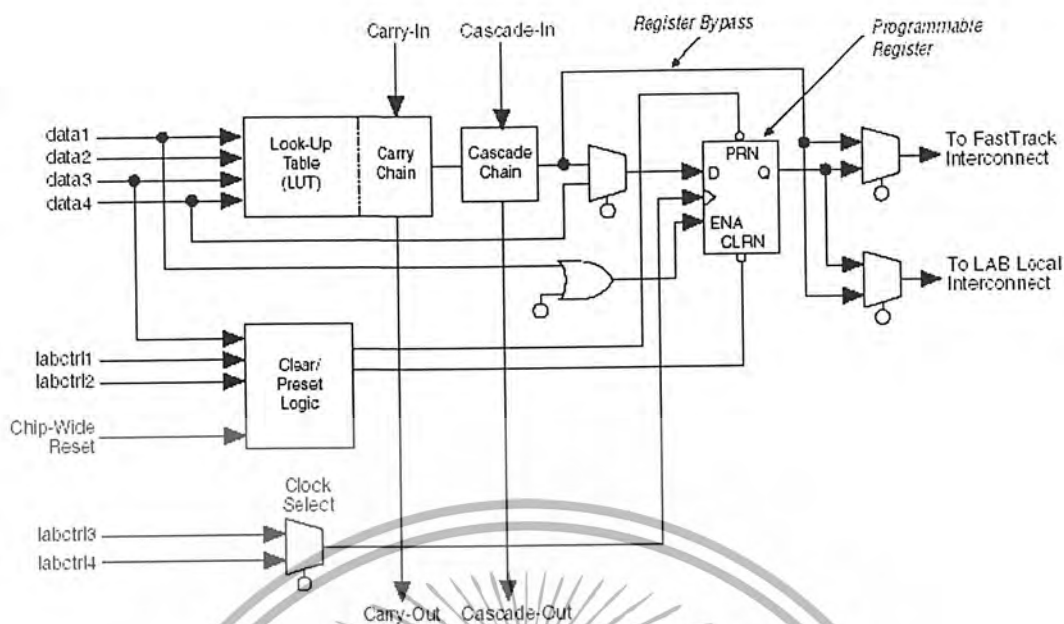 Carry-In
Cascade-In
Register Bypass
Programmable
Register
data1
data2
data3
data4
Look-Up
Table
(LUT)
Carry
Chain
Cascade
Chain
PRN
D
Q
ENA
CLRN
To FastTrack
Interconnect
To LAB Local
Interconnect
labctrl1
labctrl2
Clear/
Preset
Logic
Chip-Wide
Reset
Clock
Select
labctrl3
labctrl4
Carry-Out
Cascade-Out